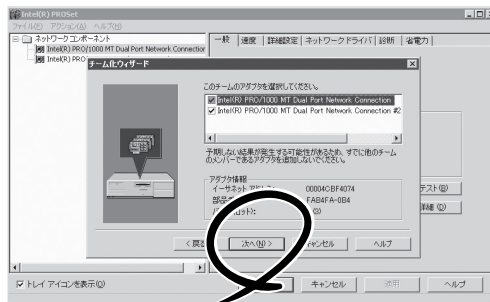 Intel(R) PROSet
ファイル(F) アクション(A) ヘルプ(H)
ネットワークコンポーネント
Intel(R) PRO/1000 MT Dual Port Network Connection
Intel(R) PRO
一般 速度 詳細設定 ネットワークドライバ 診断 省電力
チーム化ウィザード
このチームのアダプタを選択してください。
Intel(R) PRO/1000 MT Dual Port Network Connection
Intel(R) PRO/1000 MT Dual Port Network Connection #2
予期しない結果が発生する可能性があるため、すでに他のチーム
のメンバーであるアダプタを追加しないでください。
アダプタ情報
イーサネット
00004CBF4074
部品
FAB4FA-0B4
テスト(B)
詳細(D)
次へ(N) >
キャンセル
ヘルプ
トレイ アイコンを表示(O)
キャンセル
適用
ヘルプ